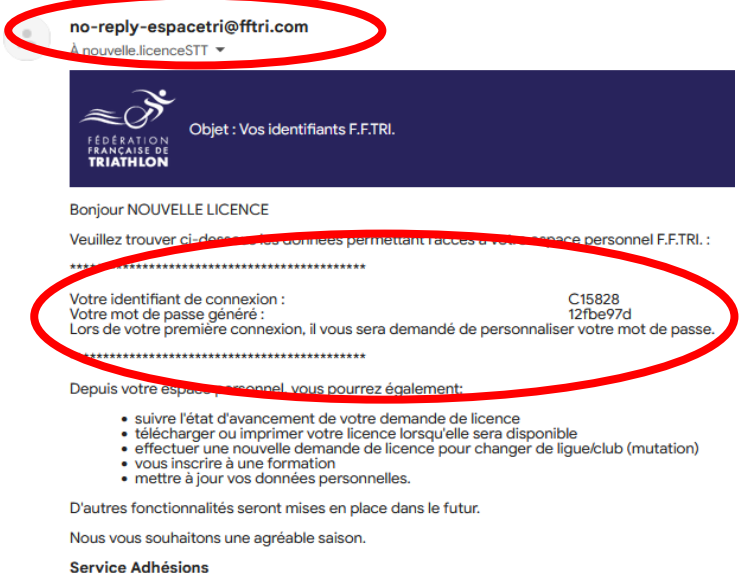 no-reply-espacetri@fftri.com
À nouvelle.licenceSTT
FÉDÉRATION
FRANÇAISE DE
TRIATHLON
Objet : Vos identifiants F.F.TRI.
Bonjour NOUVELLE LICENCE
Veuillez trouver ci-dessous les données permettant l'accès à votre espace personnel F.F.TRI. :
********************************************
Votre identifiant de connexion : C15828
Votre mot de passe généré : 12fbe97d
Lors de votre première connexion, il vous sera demandé de personnaliser votre mot de passe.
********************************************
Depuis votre espace personnel, vous pourrez également:
• suivre l'état d'avancement de votre demande de licence
• télécharger ou imprimer votre licence lorsqu'elle sera disponible
• effectuer une nouvelle demande de licence pour changer de ligue/club (mutation)
• vous inscrire à une formation
• mettre à jour vos données personnelles.
D'autres fonctionnalités seront mises en place dans le futur.
Nous vous souhaitons une agréable saison.
Service Adhésions